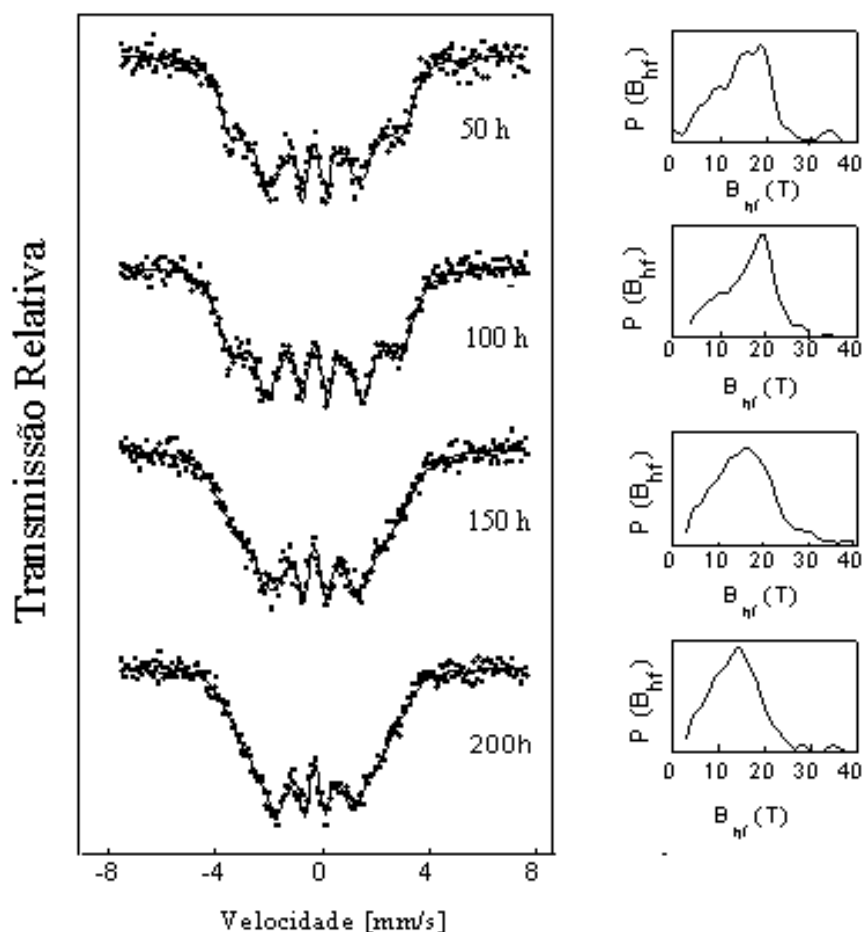 Transmissão Relativa
50 h
100 h
150 h
200h
-8 -4 0 4 8
Velocidade [mm/s]
P (B_hf)
0 10 20 30 40
B_hf (T)
P (B_hf)
0 10 20 30 40
B_hf (T)
P (B_hf)
0 10 20 30 40
B_hf (T)
P (B_hf)
0 10 20 30 40
B_hf (T)